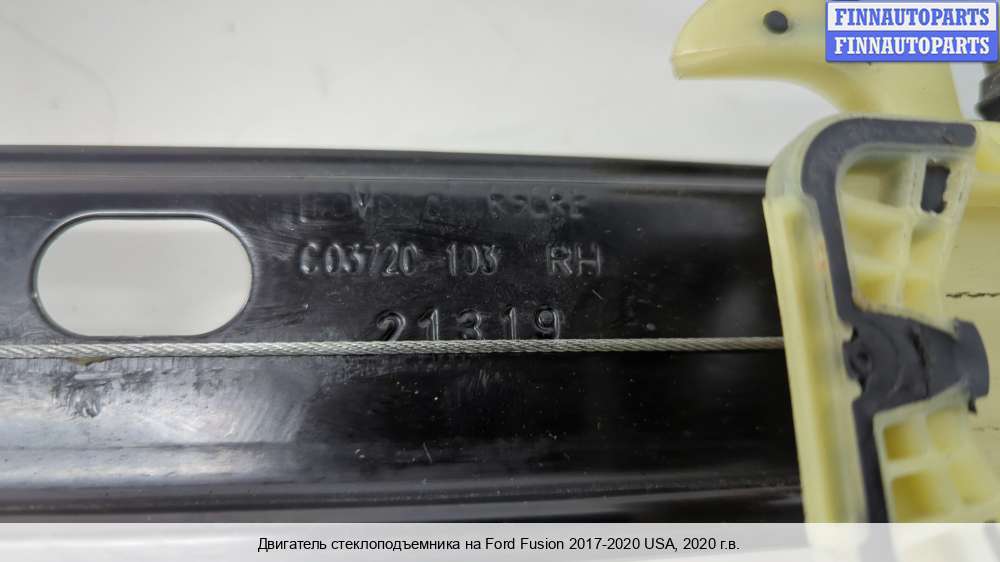 FINNAUTOPARTS
FINNAUTOPARTS
C03720 103 RH
21319
Двигатель стеклоподъемника на Ford Fusion 2017-2020 USA, 2020 г.в.